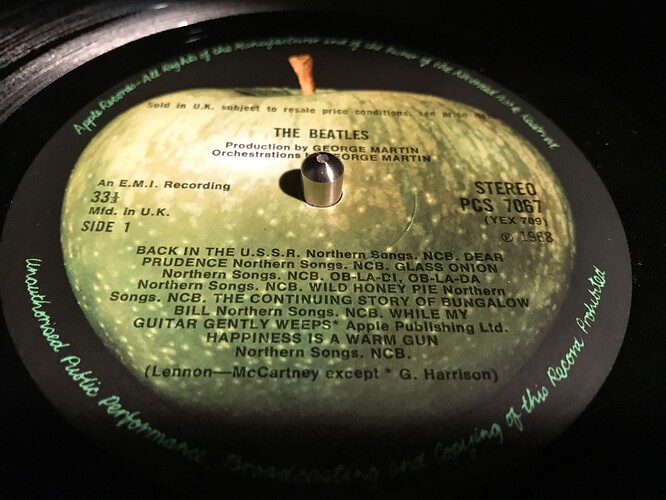 Apple Records-All Rights of the Manufacturer and of the Owner of the Recorded Work Reserved
Sold in U.K. subject to resale price conditions, see price
THE BEATLES
Production by GEORGE MARTIN
Orchestrations GEORGE MARTIN
An E.M.I. Recording
33⅓
Mfd. in U.K.
SIDE 1
STEREO
PCS 7067
(YEX 709)
℗ 1968
BACK IN THE U.S.S.R. Northern Songs. NCB. DEAR
PRUDENCE Northern Songs. NCB. GLASS ONION
Northern Songs. NCB. OB-LA-DI, OB-LA-DA
Northern Songs. NCB. WILD HONEY PIE Northern
Songs. NCB. THE CONTINUING STORY OF BUNGALOW
BILL Northern Songs. NCB. WHILE MY
GUITAR GENTLY WEEPS* Apple Publishing Ltd.
HAPPINESS IS A WARM GUN
Northern Songs. NCB.
(Lennon—McCartney except * G. Harrison)
Unauthorised Public Performance, Broadcasting and Copying of this Record Prohibited